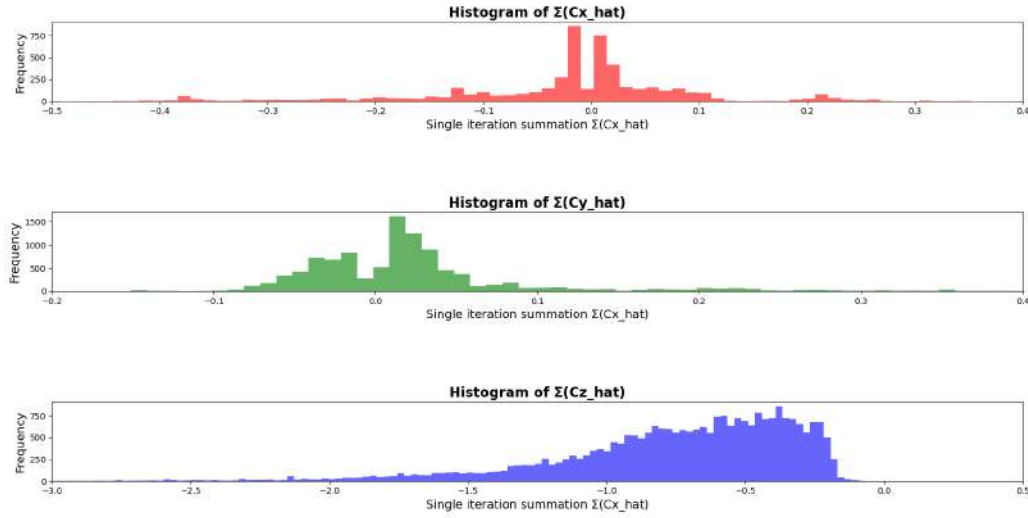 Histogram of Σ(Cx_hat)
Frequency
750
500
250
0
−0.5 −0.4 −0.3 −0.2 −0.1 0.0 0.1 0.2 0.3 0.4
Single iteration summation Σ(Cx_hat)
Histogram of Σ(Cy_hat)
Frequency
1500
1000
500
0
−0.2 −0.1 0.0 0.1 0.2 0.3 0.4
Single iteration summation Σ(Cx_hat)
Histogram of Σ(Cz_hat)
Frequency
750
500
250
0
−3.0 −2.5 −2.0 −1.5 −1.0 −0.5 0.0 0.5
Single iteration summation Σ(Cx_hat)